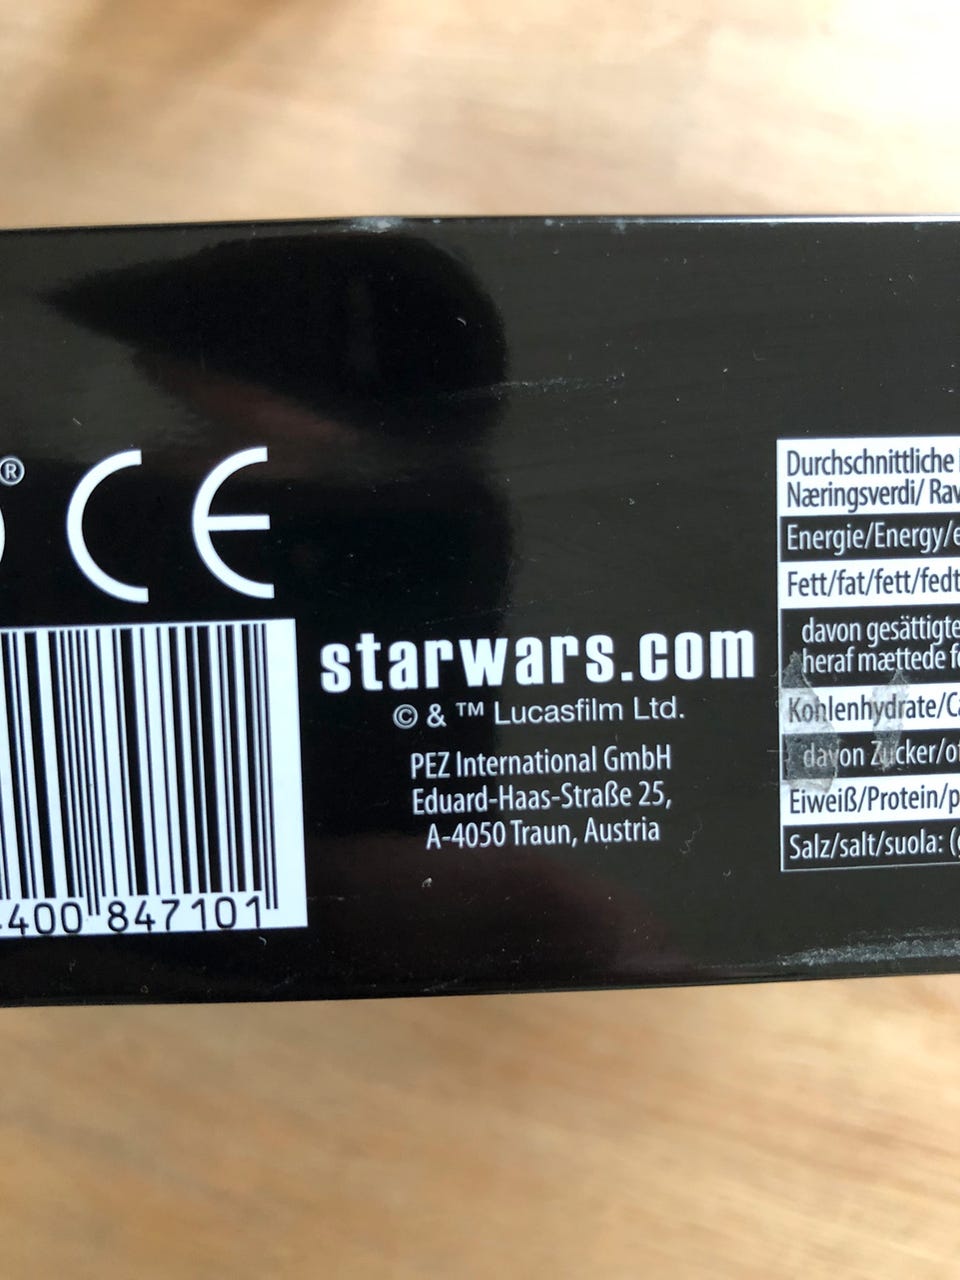 ®
CE
400 847101
starwars.com
© & ™ Lucasfilm Ltd.
PEZ International GmbH
Eduard-Haas-Straße 25,
A-4050 Traun, Austria
Durchschnittliche
Næringsverdi/
Energie/Energy/
Fett/fat/fett/fedt
davon gesättigte
heraf mættede
Kohlenhydrate/
davon Zucker/
Eiweiß/Protein/
Salz/salt/suola: